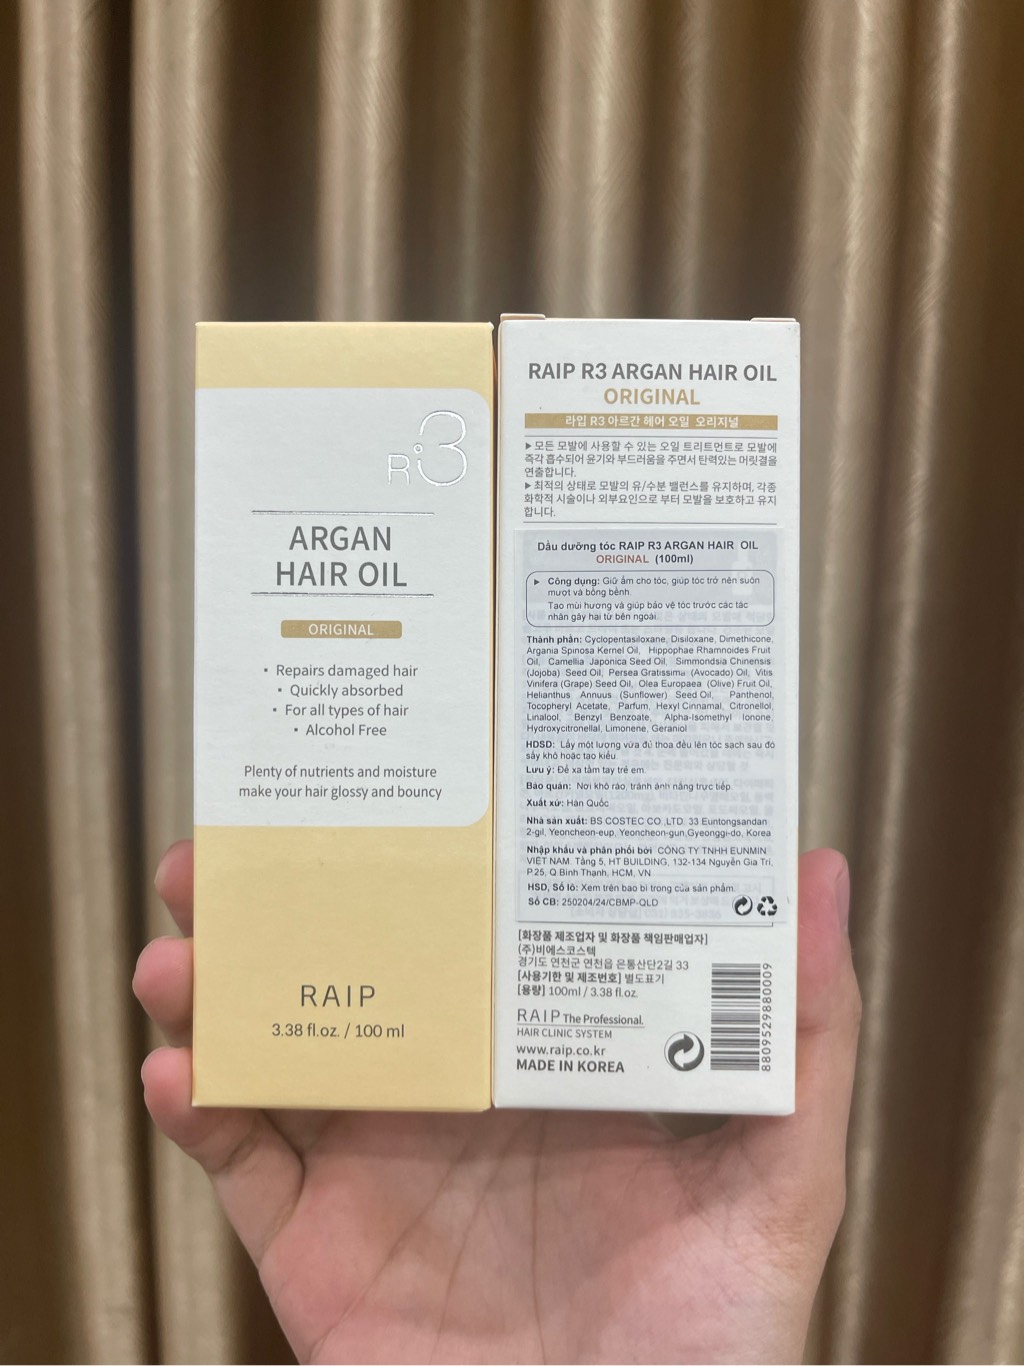 R3
ARGAN
HAIR OIL
ORIGINAL
• Repairs damaged hair
• Quickly absorbed
• For all types of hair
• Alcohol Free
Plenty of nutrients and moisture
make your hair glossy and bouncy
RAIP
3.38 fl.oz. / 100 ml
RAIP R3 ARGAN HAIR OIL
ORIGINAL
라입 R3 아르간 헤어 오일 오리지널
▶모든 모발에 사용할 수 있는 오일 트리트먼트로 모발에
즉각 흡수되어 윤기와 부드러움을 주면서 탄력있는 머릿결을
연출합니다.
▶최적의 상태로 모발의 유/수분 밸런스를 유지하며, 각종
화학적 시술이나 외부요인으로 부터 모발을 보호하고 유지
합니다.
Dầu dưỡng tóc RAIP R3 ARGAN HAIR OIL
ORIGINAL (100ml)
▶ Công dụng: Giữ ẩm cho tóc, giúp tóc trở nên suôn
mượt và bồng bềnh
Tạo mùi hương và giúp bảo vệ tóc trước các tác
nhân gây hại từ bên ngoài
Thành phần: Cyclopentasiloxane, Disiloxane, Dimethicone,
Argania Spinosa Kernel Oil, Hippophae Rhamnoides Fruit
Oil, Camellia Japonica Seed Oil, Simmondsia Chinensis
(Jojoba) Seed Oil, Persea Gratissima (Avocado) Oil, Vitis
Vinifera (Grape) Seed Oil, Olea Europaea (Olive) Fruit Oil,
Helianthus Annuus (Sunflower) Seed Oil, Panthenol,
Tocopheryl Acetate, Parfum, Hexyl Cinnamal, Citronellol,
Linalool, Benzyl Benzoate, Alpha-Isomethyl Ionone,
Hydroxycitronellal, Limonene, Geraniol
HDSD: Lấy một lượng vừa đủ thoa đều lên tóc sạch sau đó
sấy khô hoặc tạo kiểu
Lưu ý: Để xa tầm tay trẻ em.
Bảo quản: Nơi khô ráo, tránh ánh nắng trực tiếp.
Xuất xứ: Hàn Quốc
Nhà sản xuất: BS COSTEC CO.,LTD. 33 Euntongsandan
2-gil, Yeoncheon-eup, Yeoncheon-gun,Gyeonggi-do, Korea
Nhập khẩu và phân phối bởi CÔNG TY TNHH EUNMIN
VIỆT NAM. Tầng 5, HT BUILDING, 132-134 Nguyễn Gia Trí,
P.25, Q.Bình Thạnh, HCM, VN
HSD, Số lô: Xem trên bao bì trong của sản phẩm
Số CB: 250204/24/CBMP-QLD
[화장품 제조업자 및 화장품 책임판매업자]
(주)비에스코스텍
경기도 연천군 연천읍 은통산단2길 33
[사용기한 및 제조번호] 별도표기
[용량] 100ml / 3.38 fl.oz.
RAIP The Professional.
HAIR CLINIC SYSTEM
www.raip.co.kr
MADE IN KOREA
8809529880009